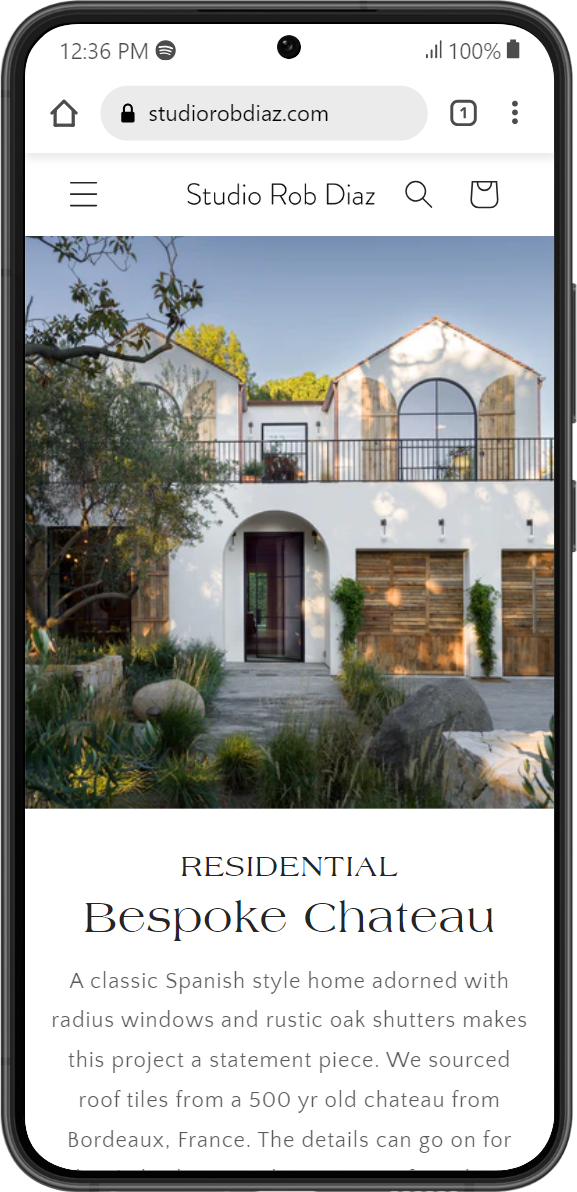 12:36 PM 100%
studiorobdiaz.com 1
Studio Rob Diaz
RESIDENTIAL
Bespoke Chateau
A classic Spanish style home adorned with
radius windows and rustic oak shutters makes
this project a statement piece. We sourced
roof tiles from a 500 yr old chateau from
Bordeaux, France. The details can go on for